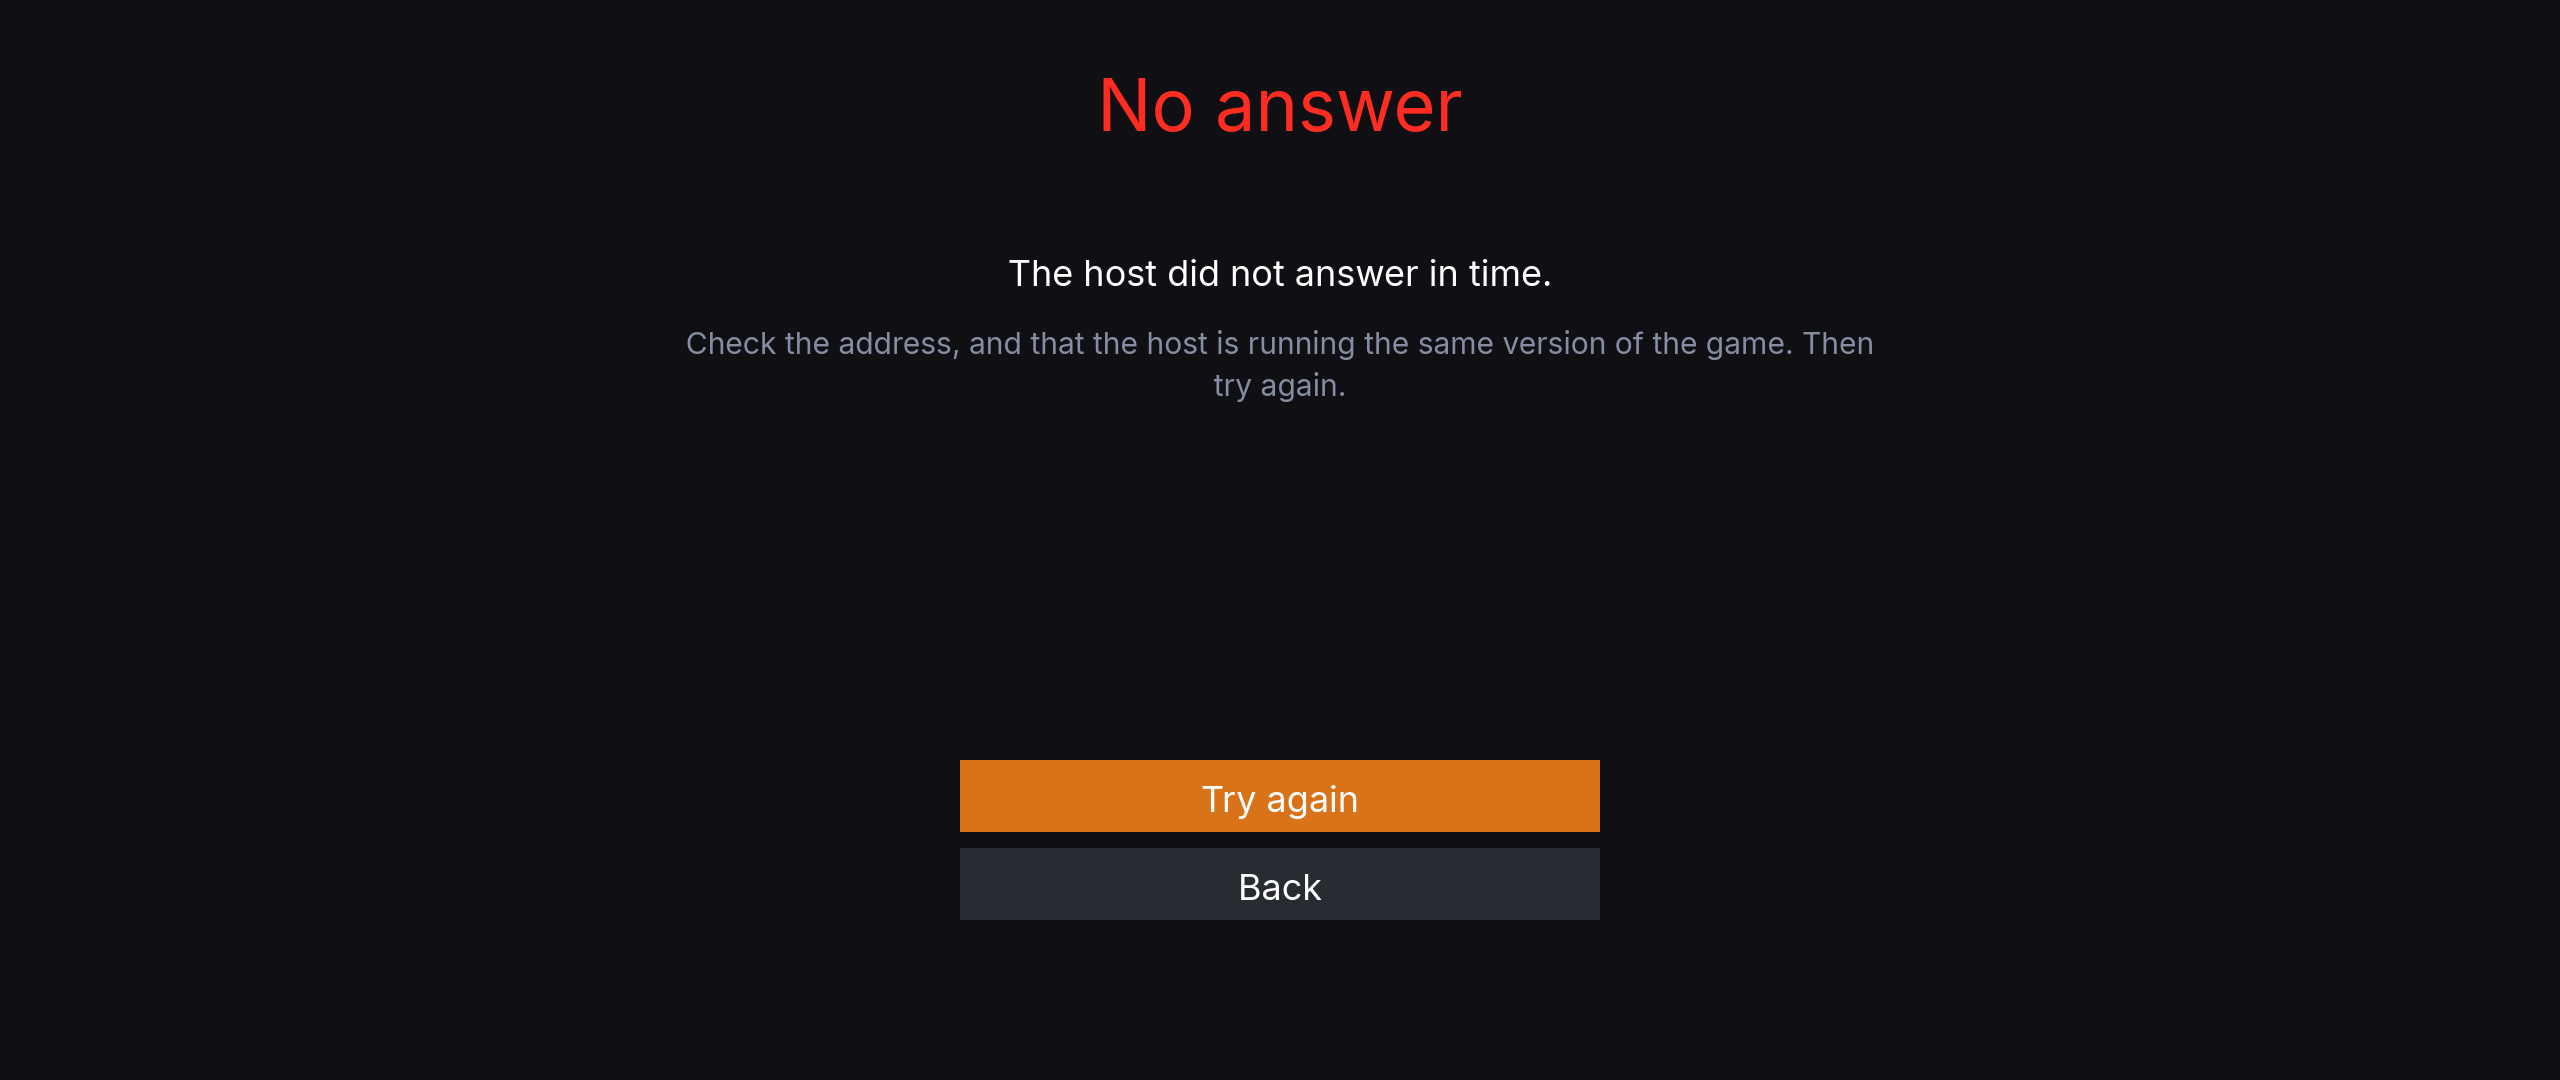 No answer
The host did not answer in time.
Check the address, and that the host is running the same version of the game. Then
try again.
Try again
Back